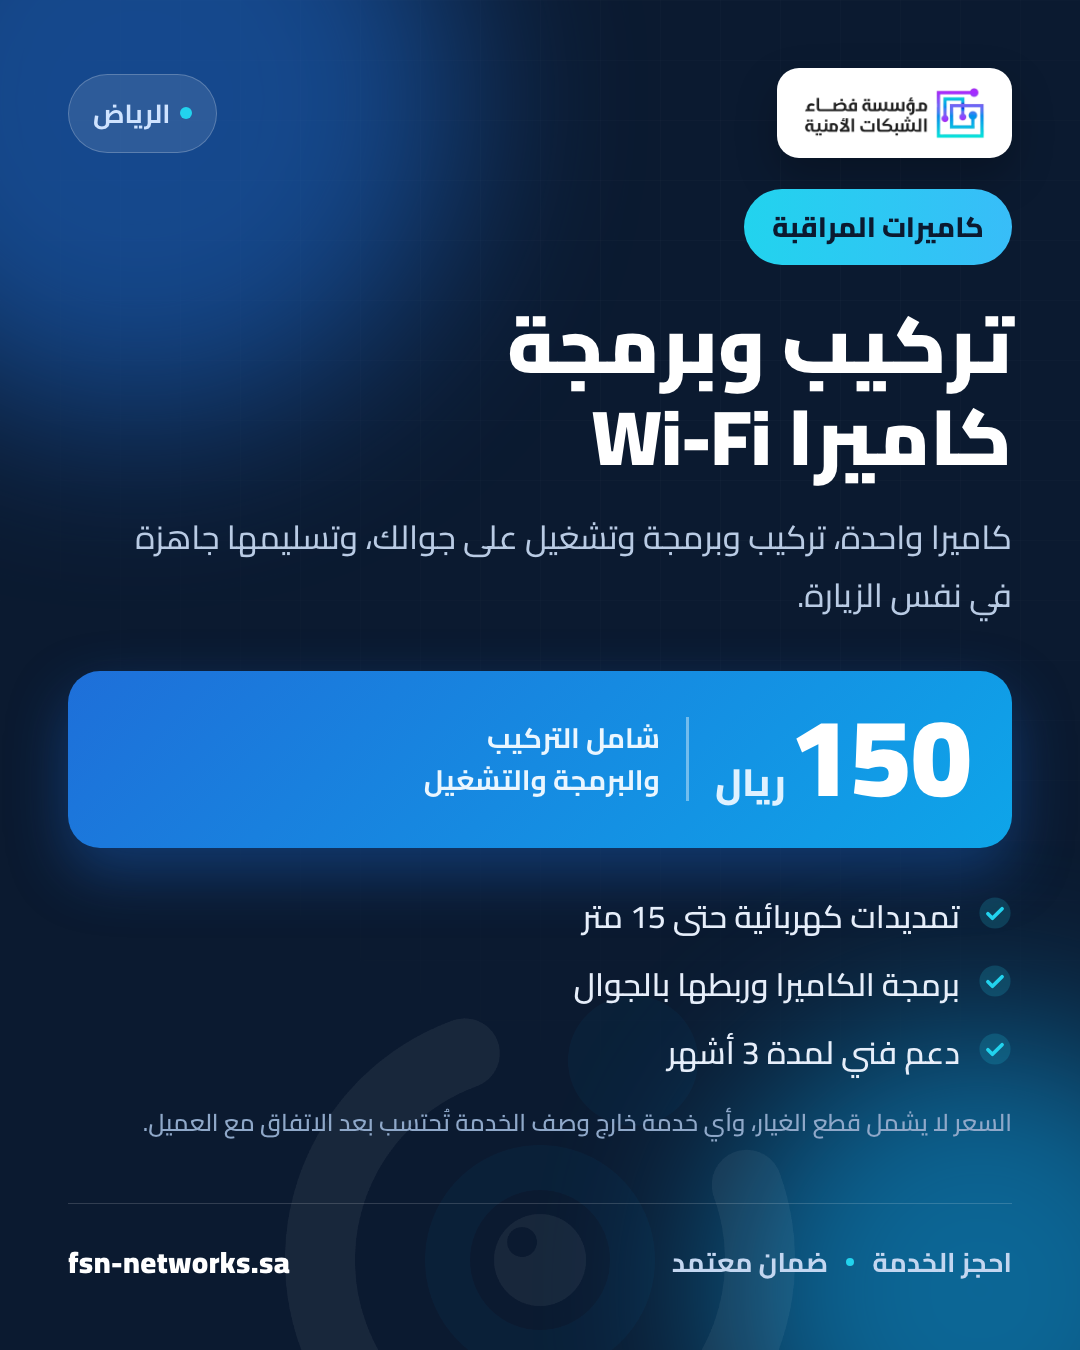 مؤسسة فضاء
الشبكات الأمنية
الرياض
كاميرات المراقبة
تركيب وبرمجة
كاميرا Wi-Fi
كاميرا واحدة، تركيب وبرمجة وتشغيل على جوالك، وتسليمها جاهزة
في نفس الزيارة.
150 ريال
شامل التركيب
والبرمجة والتشغيل
تمديدات كهربائية حتى 15 متر
برمجة الكاميرا وربطها بالجوال
دعم فني لمدة 3 أشهر
السعر لا يشمل قطع الغيار، وأي خدمة خارج وصف الخدمة تُحتسب بعد الاتفاق مع العميل.
احجز الخدمة • ضمان معتمد
fsn-networks.sa